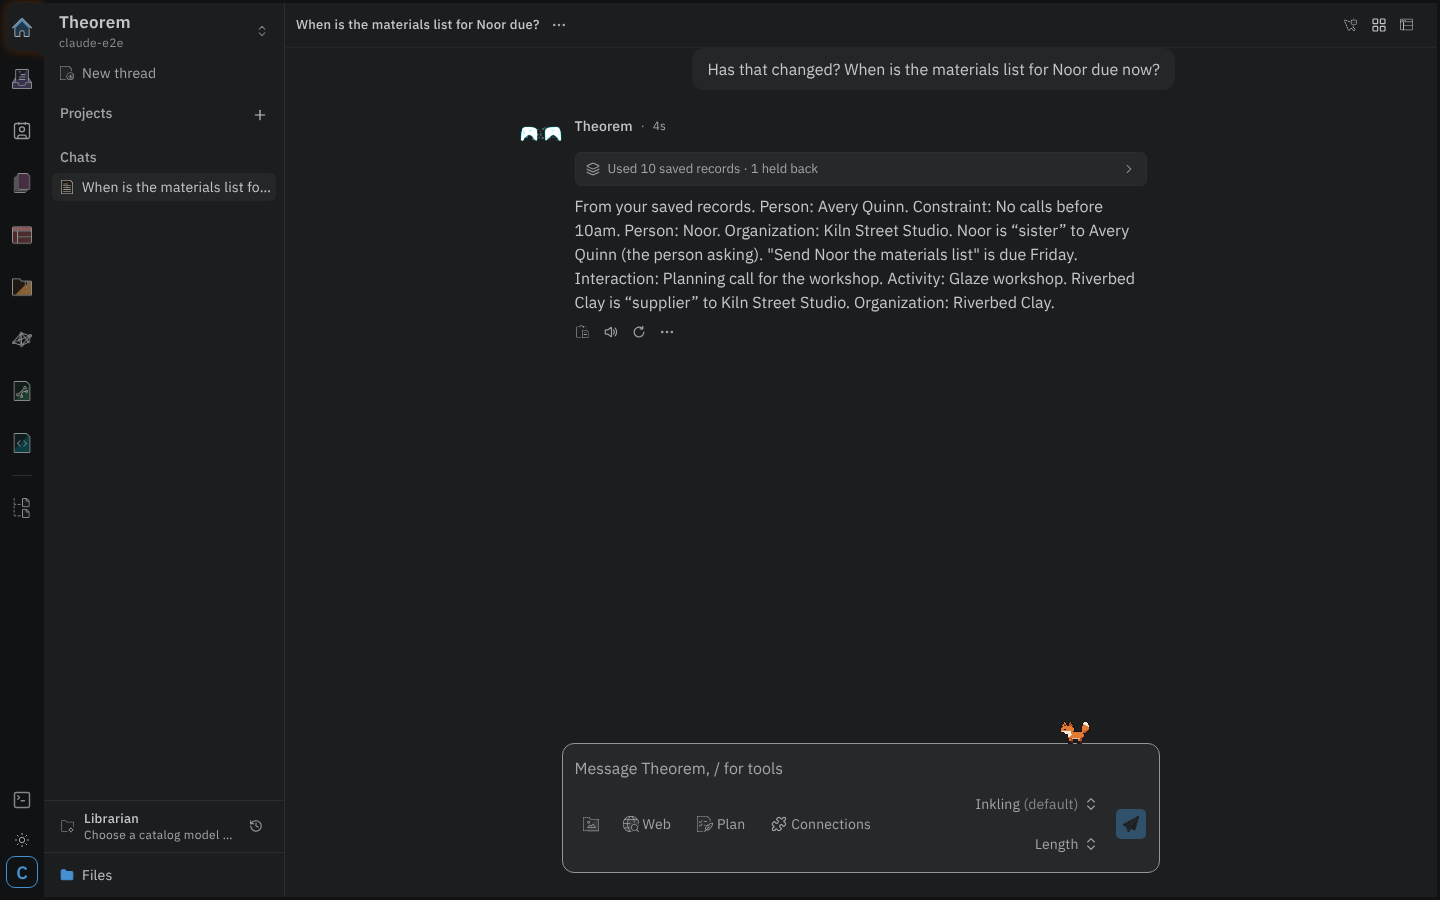 Theorem
claude-e2e
New thread
Projects
Chats
When is the materials list fo...
Librarian
Choose a catalog model ...
C
Files
When is the materials list for Noor due?
Has that changed? When is the materials list for Noor due now?
Theorem · 4s
Used 10 saved records · 1 held back
From your saved records. Person: Avery Quinn. Constraint: No calls before
10am. Person: Noor. Organization: Kiln Street Studio. Noor is “sister” to Avery
Quinn (the person asking). "Send Noor the materials list" is due Friday.
Interaction: Planning call for the workshop. Activity: Glaze workshop. Riverbed
Clay is “supplier” to Kiln Street Studio. Organization: Riverbed Clay.
Message Theorem, / for tools
Inkling (default)
Web Plan Connections
Length